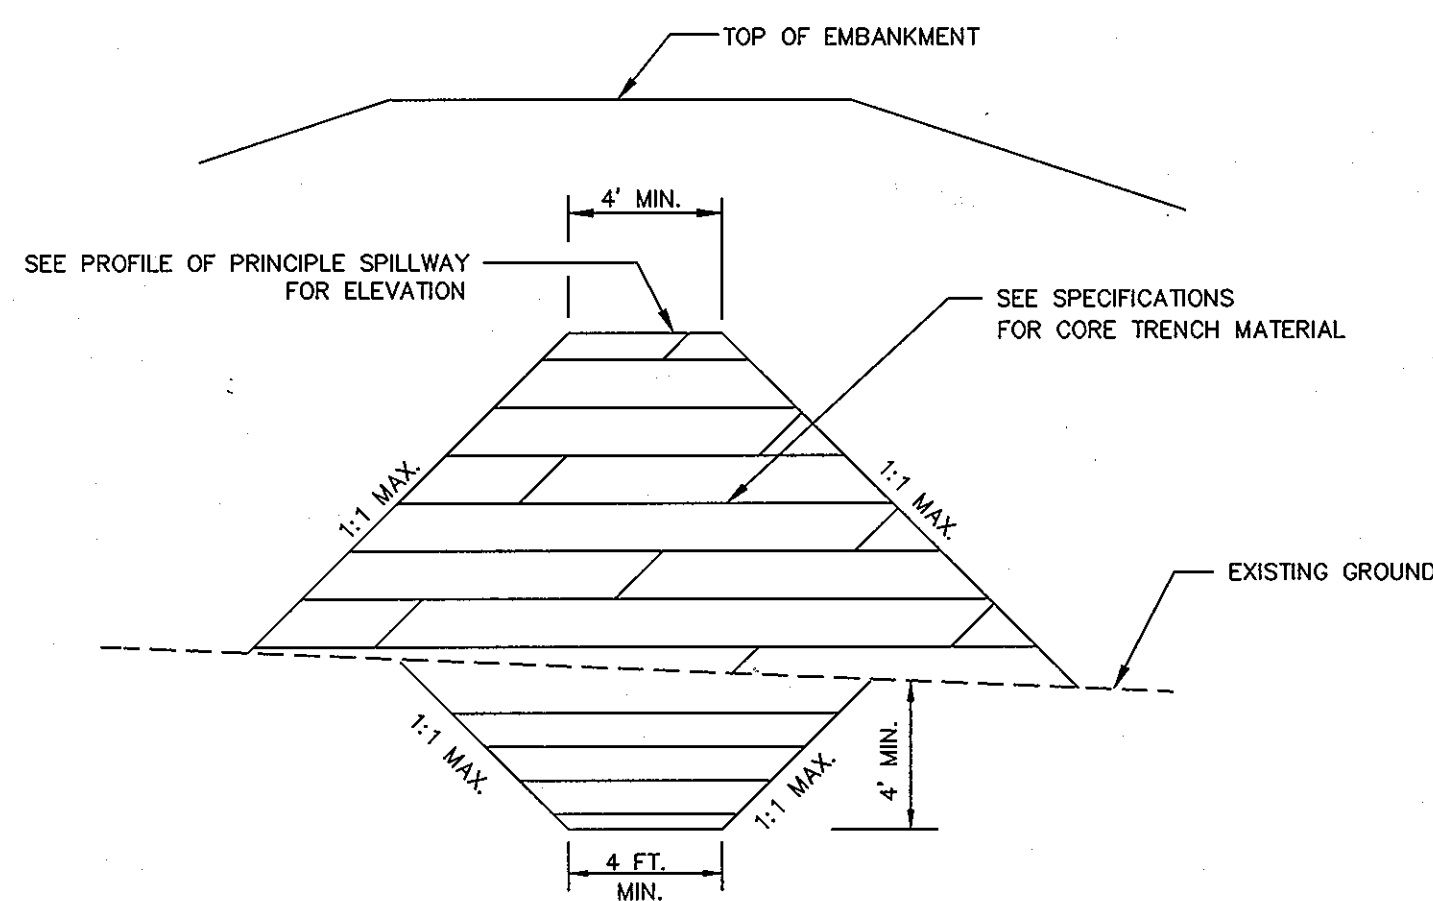 TOP OF EMBANKMENT
4' MIN.
SEE PROFILE OF PRINCIPLE SPILLWAY
FOR ELEVATION
SEE SPECIFICATIONS
FOR CORE TRENCH MATERIAL
1:1 MAX.
1:1 MAX.
EXISTING GROUND
1:1 MAX.
1:1 MAX.
4' MIN.
4 FT.
MIN.